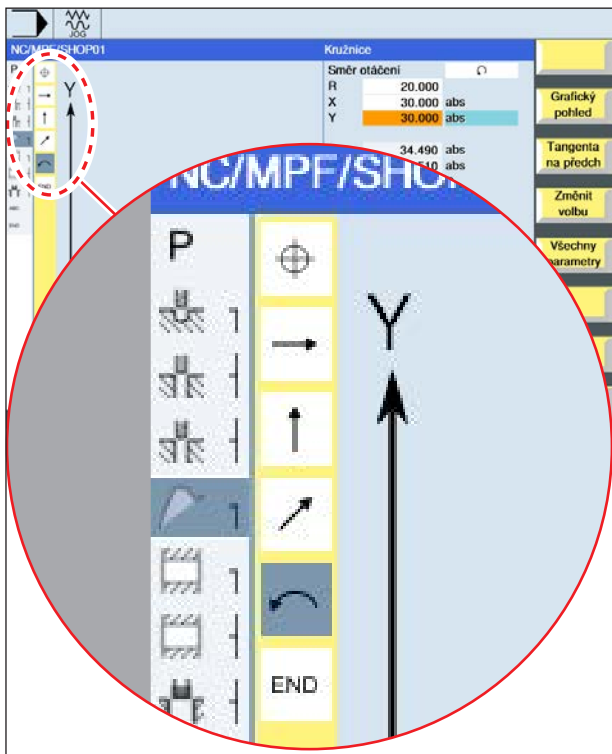 JOG
NC/MPF/SHOP01
Kružnice
P
Y
Směr otáčení
R 20.000
X 30.000 abs
Y 30.000 abs
34.490 abs
.510 abs
Grafický
pohled
Tangenta
na předch
Změnit
volbu
Všechny
parametry
NC/MPF/SHO
P
Y
END